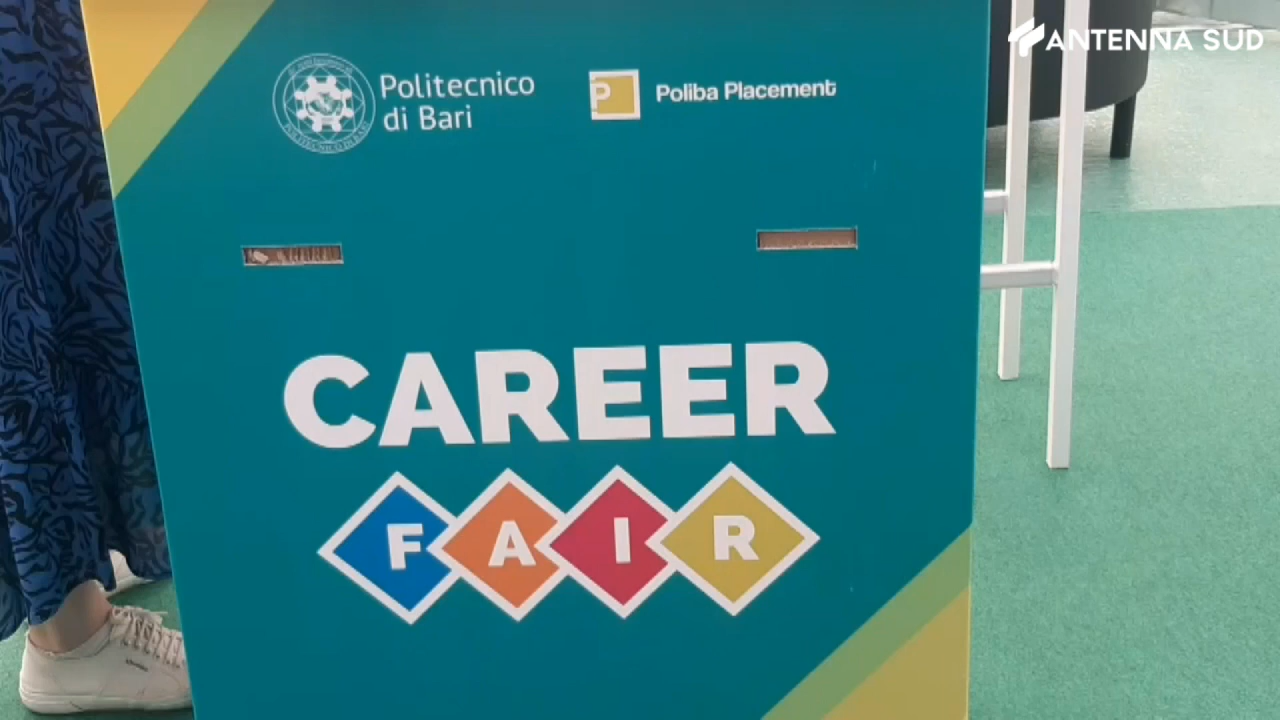 ANTENNA SUD
Politecnico
di Bari
P
Poliba Placement
CAREER
FAIR